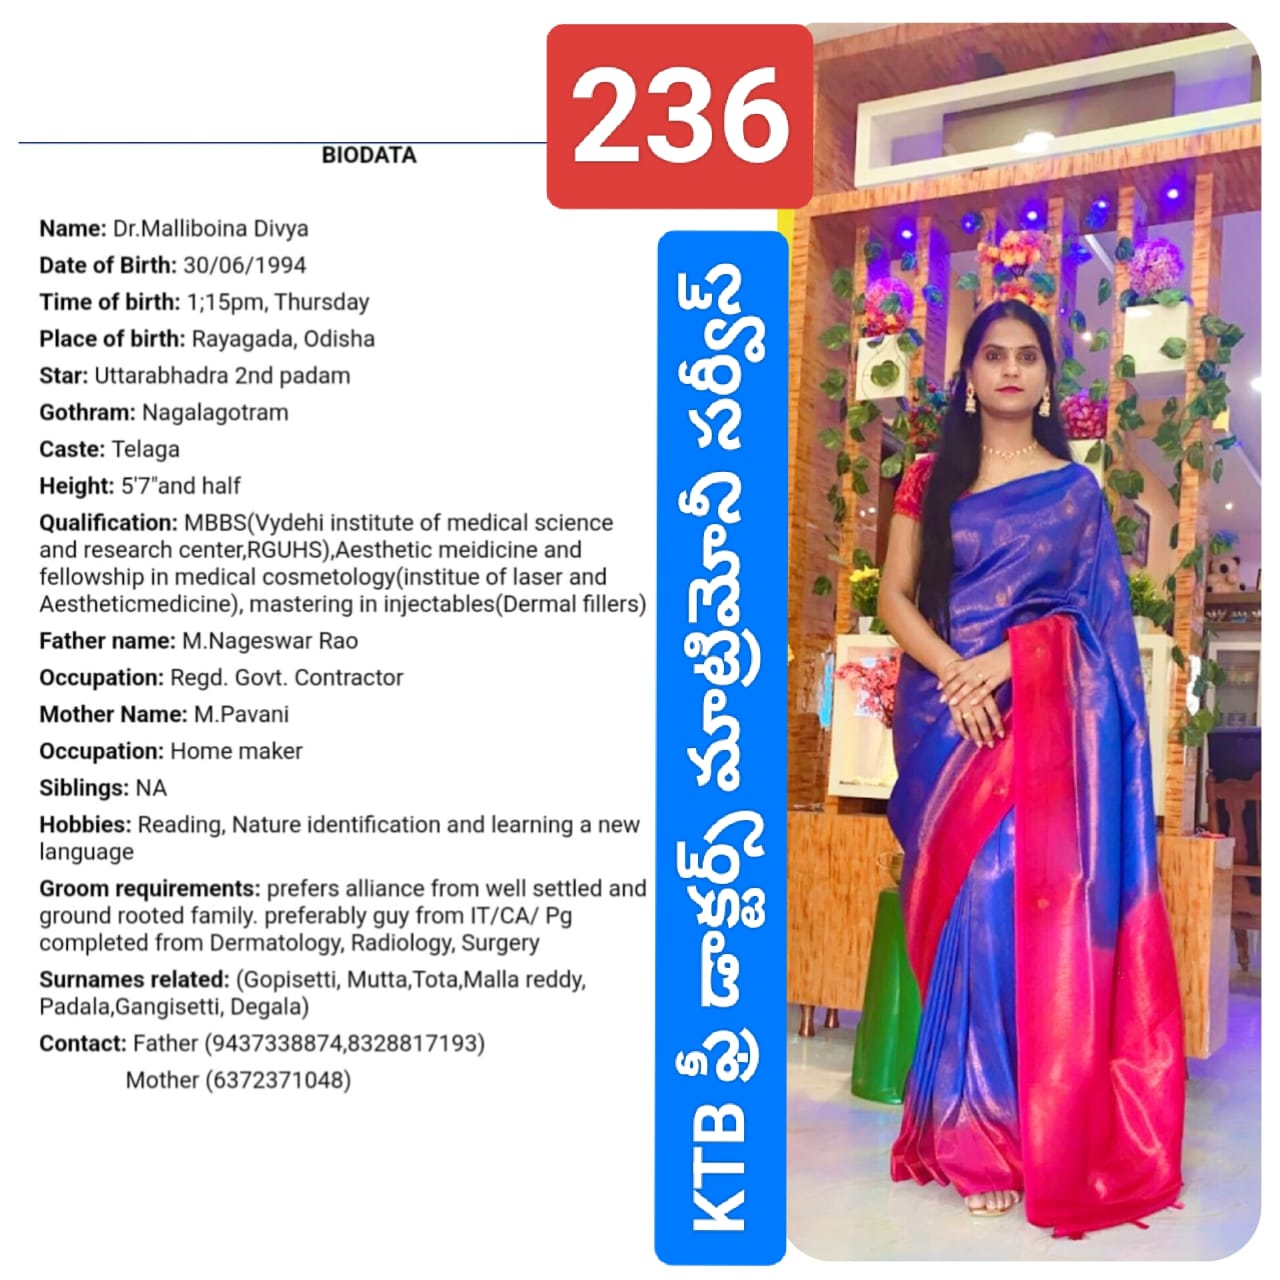 236
BIODATA
Name: Dr.Malliboina Divya
Date of Birth: 30/06/1994
Time of birth: 1;15pm, Thursday
Place of birth: Rayagada, Odisha
Star: Uttarabhadra 2nd padam
Gothram: Nagalagotram
Caste: Telaga
Height: 5'7"and half
Qualification: MBBS(Vydehi institute of medical science
and research center,RGUHS),Aesthetic meidicine and
fellowship in medical cosmetology(institue of laser and
Aestheticmedicine), mastering in injectables(Dermal fillers)
Father name: M.Nageswar Rao
Occupation: Regd. Govt. Contractor
Mother Name: M.Pavani
Occupation: Home maker
Siblings: NA
Hobbies: Reading, Nature identification and learning a new
language
Groom requirements: prefers alliance from well settled and
ground rooted family. preferably guy from IT/CA/ Pg
completed from Dermatology, Radiology, Surgery
Surnames related: (Gopisetti, Mutta,Tota,Malla reddy,
Padala,Gangisetti, Degala)
Contact: Father (9437338874,8328817193)
Mother (6372371048)
KTB ఫ్రీ డాక్టర్స్ మాట్రిమోనీ సర్వీస్